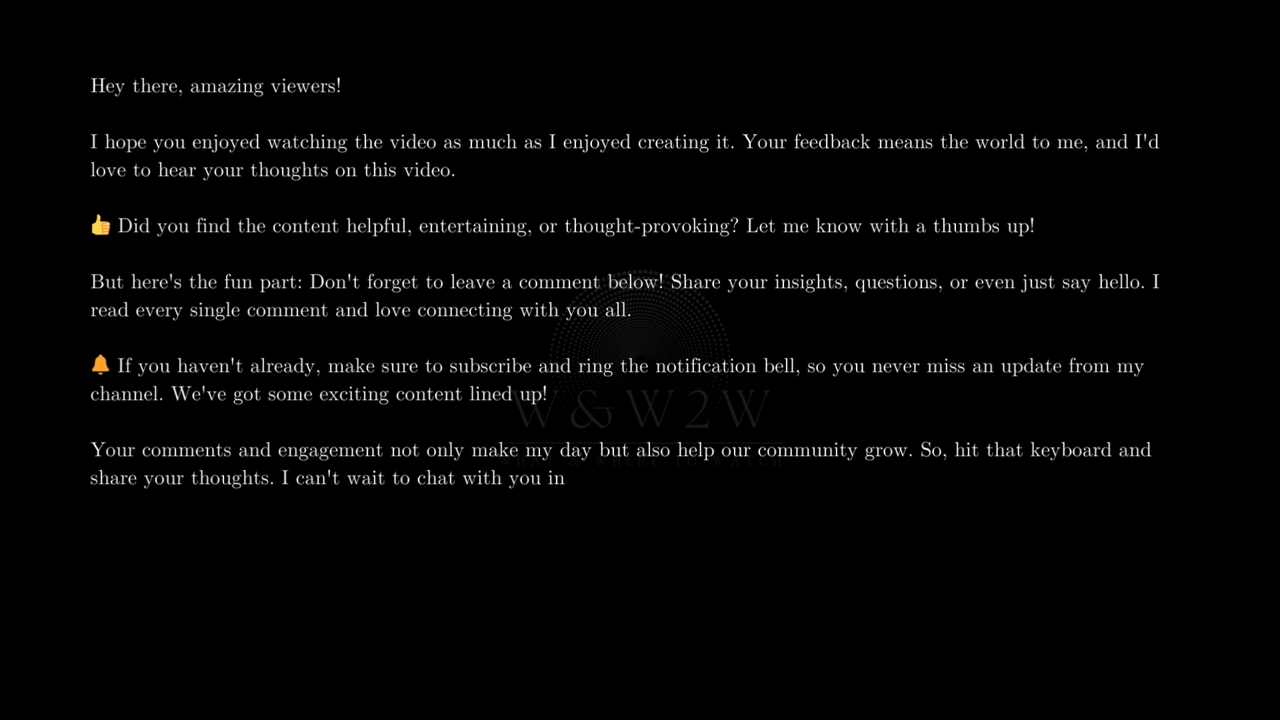 Hey there, amazing viewers!
I hope you enjoyed watching the video as much as I enjoyed creating it. Your feedback means the world to me, and I'd
love to hear your thoughts on this video.
👍 Did you find the content helpful, entertaining, or thought-provoking? Let me know with a thumbs up!
But here's the fun part: Don't forget to leave a comment below! Share your insights, questions, or even just say hello. I
read every single comment and love connecting with you all.
🔔 If you haven't already, make sure to subscribe and ring the notification bell, so you never miss an update from my
channel. We've got some exciting content lined up!
W&W2W
Your comments and engagement not only make my day but also help our community grow. So, hit that keyboard and
share your thoughts. I can't wait to chat with you in